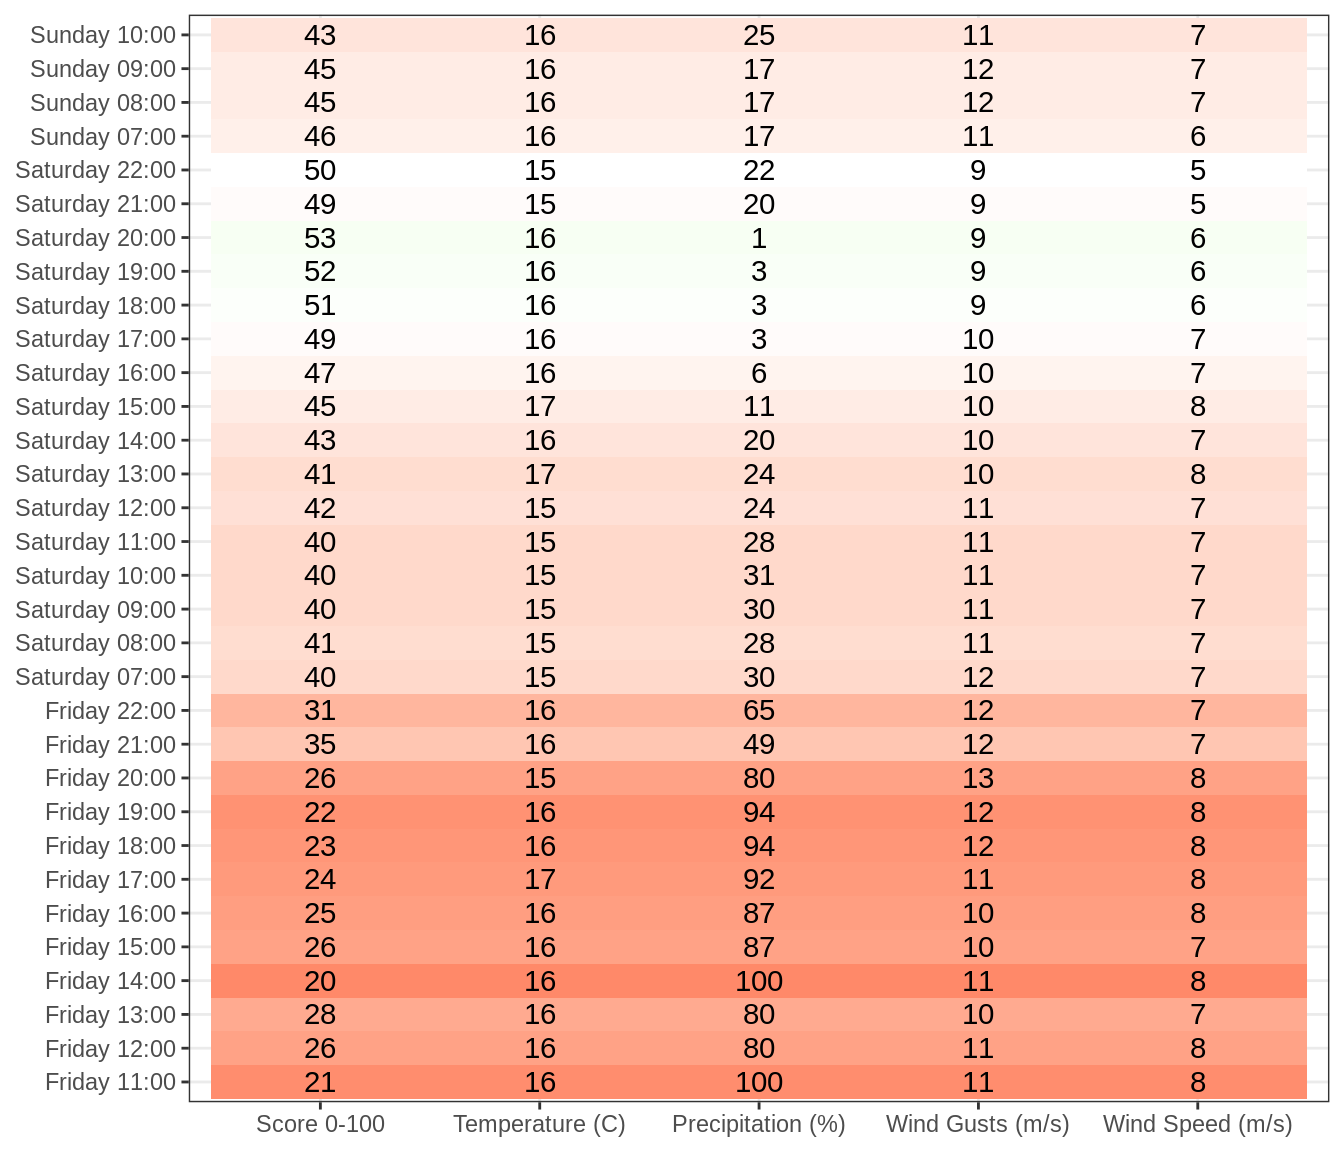 Sunday 10:00 43 16 25 11 7
Sunday 09:00 45 16 17 12 7
Sunday 08:00 45 16 17 12 7
Sunday 07:00 46 16 17 11 6
Saturday 22:00 50 15 22 9 5
Saturday 21:00 49 15 20 9 5
Saturday 20:00 53 16 1 9 6
Saturday 19:00 52 16 3 9 6
Saturday 18:00 51 16 3 9 6
Saturday 17:00 49 16 3 10 7
Saturday 16:00 47 16 6 10 7
Saturday 15:00 45 17 11 10 8
Saturday 14:00 43 16 20 10 7
Saturday 13:00 41 17 24 10 8
Saturday 12:00 42 15 24 11 7
Saturday 11:00 40 15 28 11 7
Saturday 10:00 40 15 31 11 7
Saturday 09:00 40 15 30 11 7
Saturday 08:00 41 15 28 11 7
Saturday 07:00 40 15 30 12 7
Friday 22:00 31 16 65 12 7
Friday 21:00 35 16 49 12 7
Friday 20:00 26 15 80 13 8
Friday 19:00 22 16 94 12 8
Friday 18:00 23 16 94 12 8
Friday 17:00 24 17 92 11 8
Friday 16:00 25 16 87 10 8
Friday 15:00 26 16 87 10 7
Friday 14:00 20 16 100 11 8
Friday 13:00 28 16 80 10 7
Friday 12:00 26 16 80 11 8
Friday 11:00 21 16 100 11 8
Score 0-100 Temperature (C) Precipitation (%) Wind Gusts (m/s) Wind Speed (m/s)